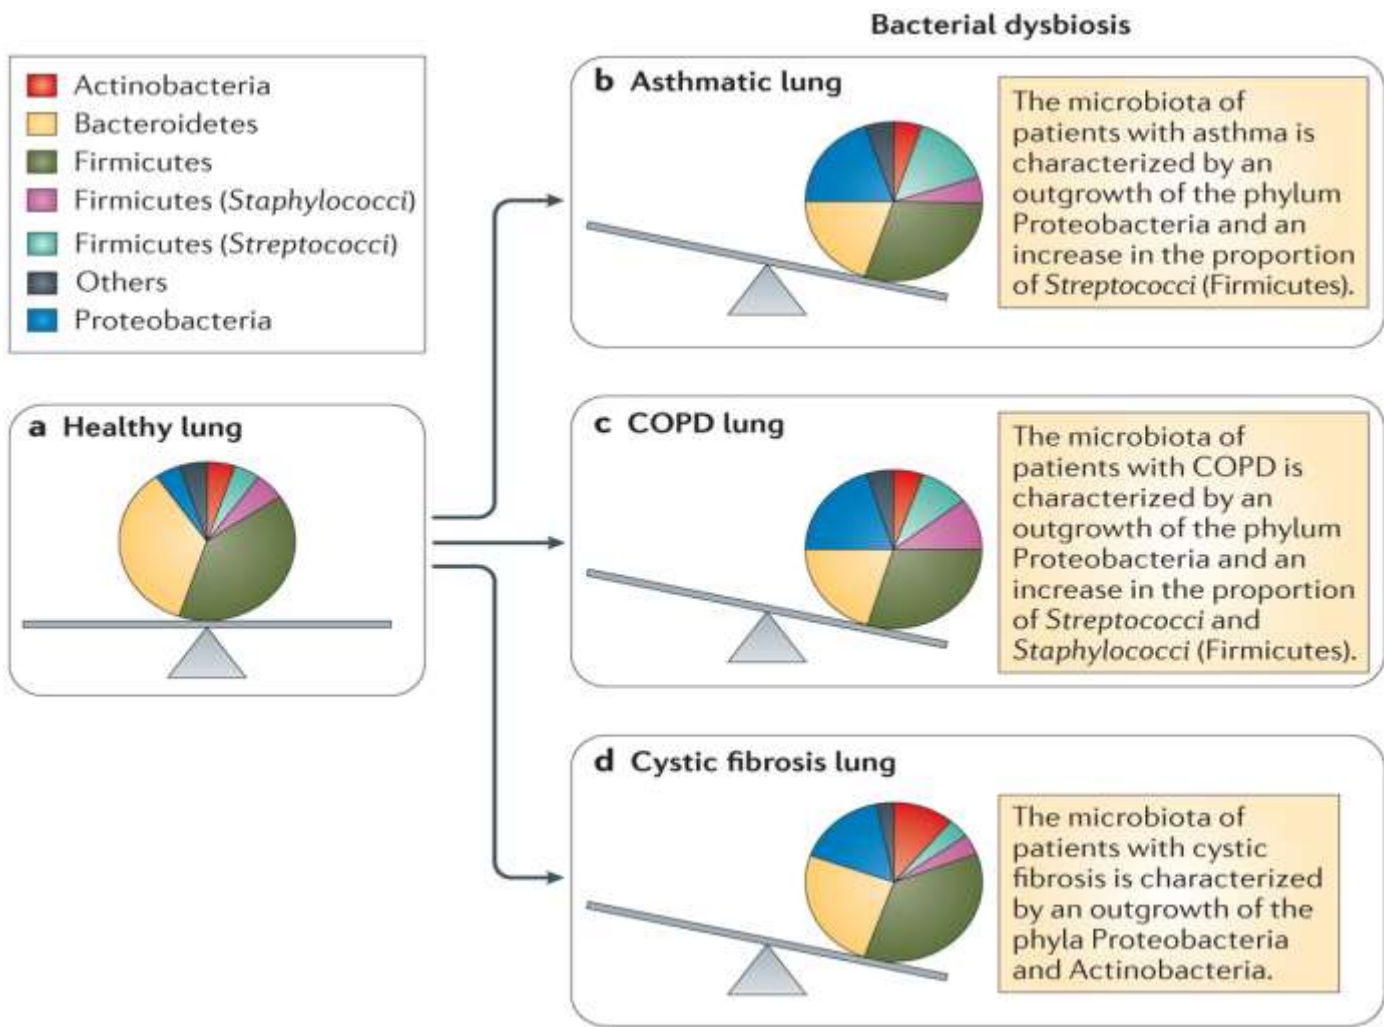 Bacterial dysbiosis
Actinobacteria
Bacteroidetes
Firmicutes
Firmicutes (Staphylococci)
Firmicutes (Streptococci)
Others
Proteobacteria
a Healthy lung
b Asthmatic lung
The microbiota of
patients with asthma is
characterized by an
outgrowth of the phylum
Proteobacteria and an
increase in the proportion
of Streptococci (Firmicutes).
c COPD lung
The microbiota of
patients with COPD is
characterized by an
outgrowth of the phylum
Proteobacteria and an
increase in the proportion
of Streptococci and
Staphylococci (Firmicutes).
d Cystic fibrosis lung
The microbiota of
patients with cystic
fibrosis is characterized
by an outgrowth of the
phyla Proteobacteria
and Actinobacteria.